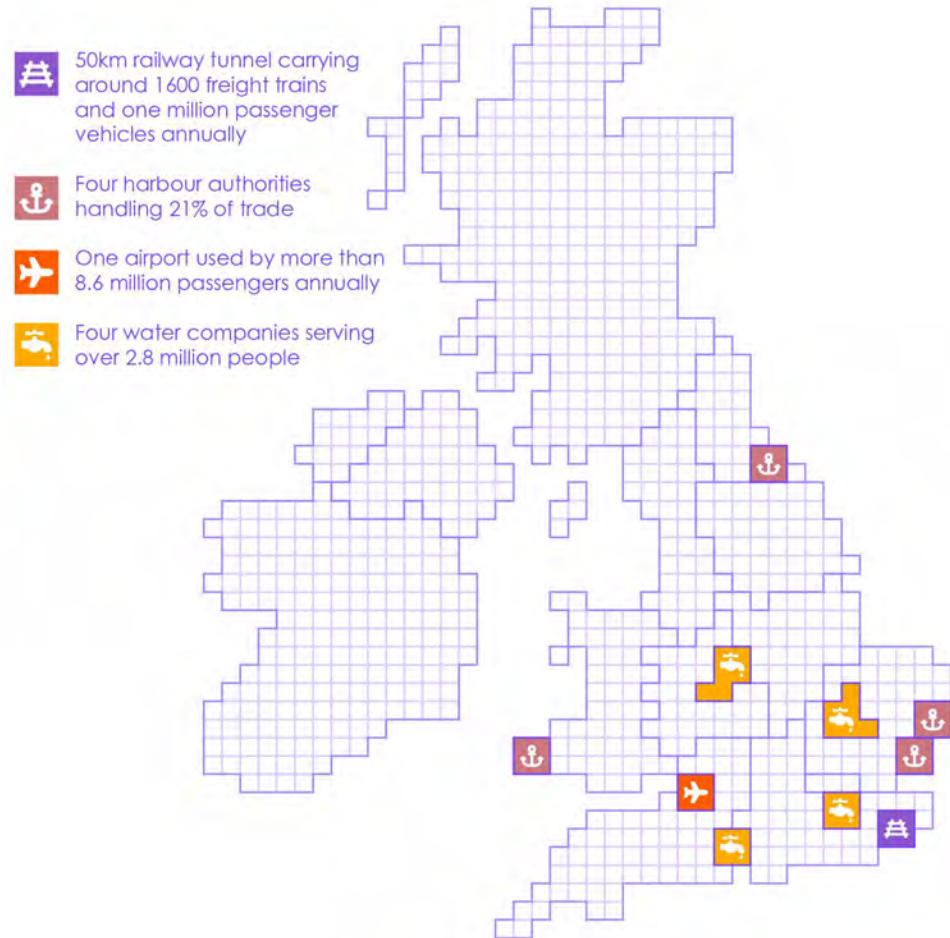 50km railway tunnel carrying
around 1600 freight trains
and one million passenger
vehicles annually
Four harbour authorities
handling 21% of trade
One airport used by more than
8.6 million passengers annually
Four water companies serving
over 2.8 million people